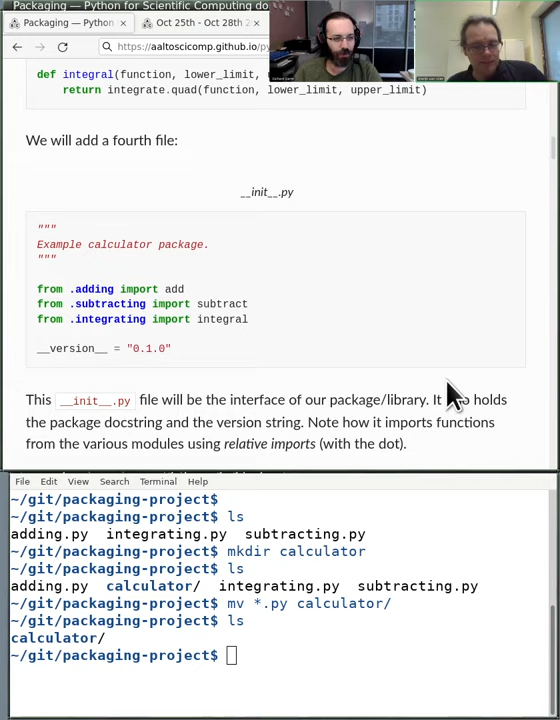 Packaging — Python for Scientific Computing do
Packaging — Python for S
Oct 25th - Oct 28th 2
https://aaltoscicomp.github.io/py
def integral(function, lower_limit,
return integrate.quad(function, lower_limit, upper_limit)
We will add a fourth file:
__init__.py
"""
Example calculator package.
"""
from .adding import add
from .subtracting import subtract
from .integrating import integral
__version__ = "0.1.0"
This __init__.py file will be the interface of our package/library. It holds
the package docstring and the version string. Note how it imports functions
from the various modules using relative imports (with the dot).
File Edit View Search Terminal Help
~/git/packaging-project$
~/git/packaging-project$ ls
adding.py integrating.py subtracting.py
~/git/packaging-project$ mkdir calculator
~/git/packaging-project$ ls
adding.py calculator/ integrating.py subtracting.py
~/git/packaging-project$ mv *.py calculator/
~/git/packaging-project$ ls
calculator/
~/git/packaging-project$